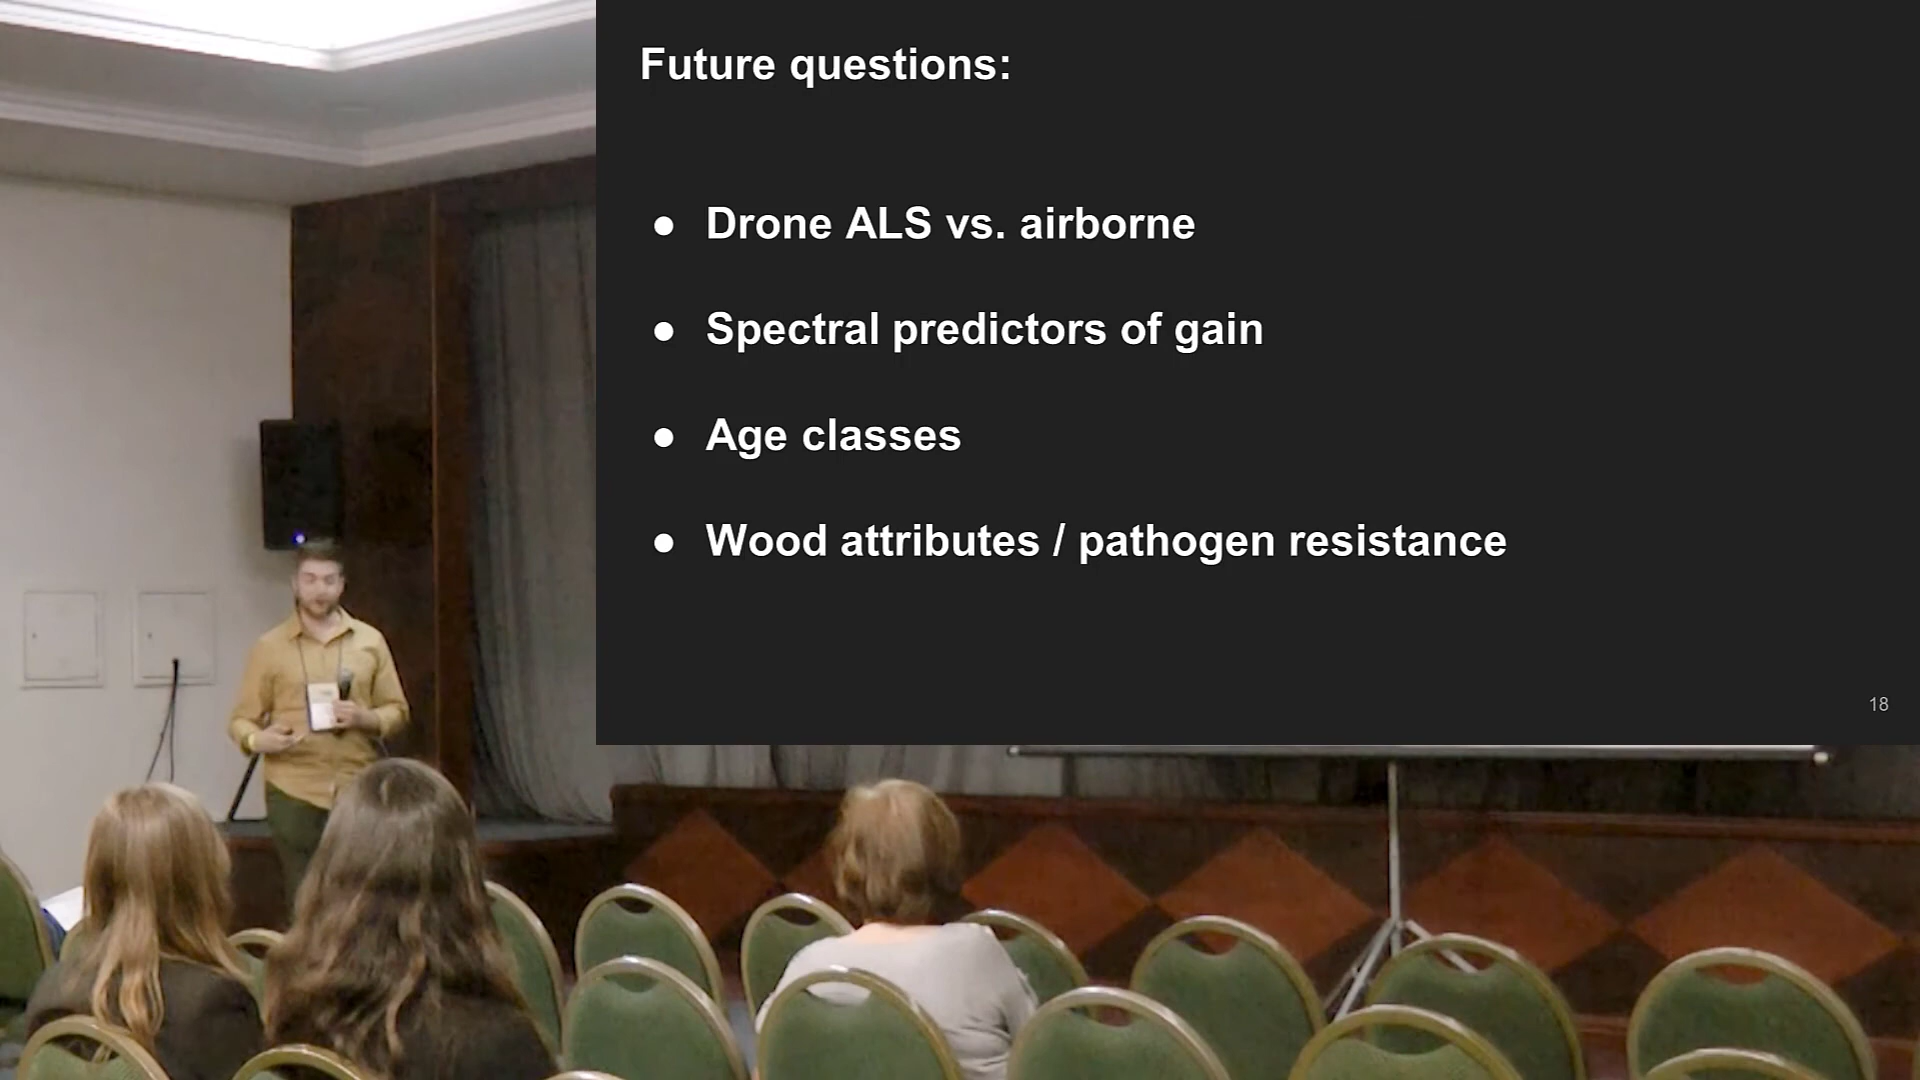 Future questions:
● Drone ALS vs. airborne
● Spectral predictors of gain
● Age classes
● Wood attributes / pathogen resistance
18